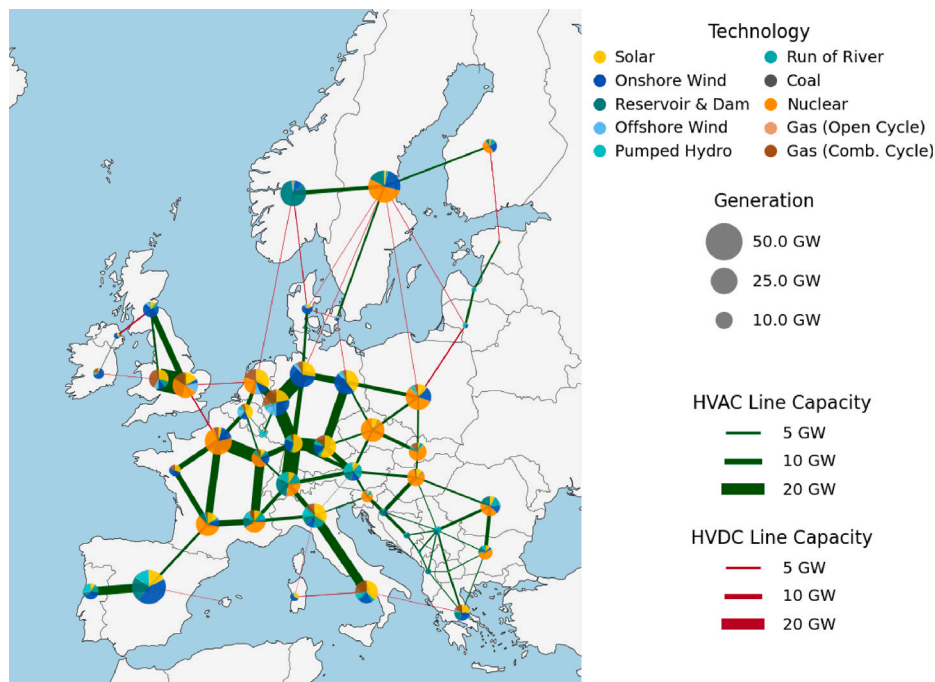 Technology
Solar
Onshore Wind
Reservoir & Dam
Offshore Wind
Pumped Hydro
Run of River
Coal
Nuclear
Gas (Open Cycle)
Gas (Comb. Cycle)
Generation
50.0 GW
25.0 GW
10.0 GW
HVAC Line Capacity
5 GW
10 GW
20 GW
HVDC Line Capacity
5 GW
10 GW
20 GW